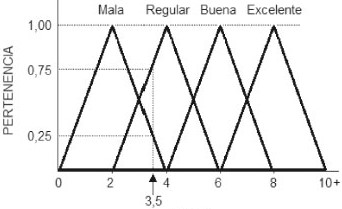 Mala Regular Buena Excelente
1,00
0,75
0,25
PERTENENCIA
0 2 4 6 8 10+
3,5